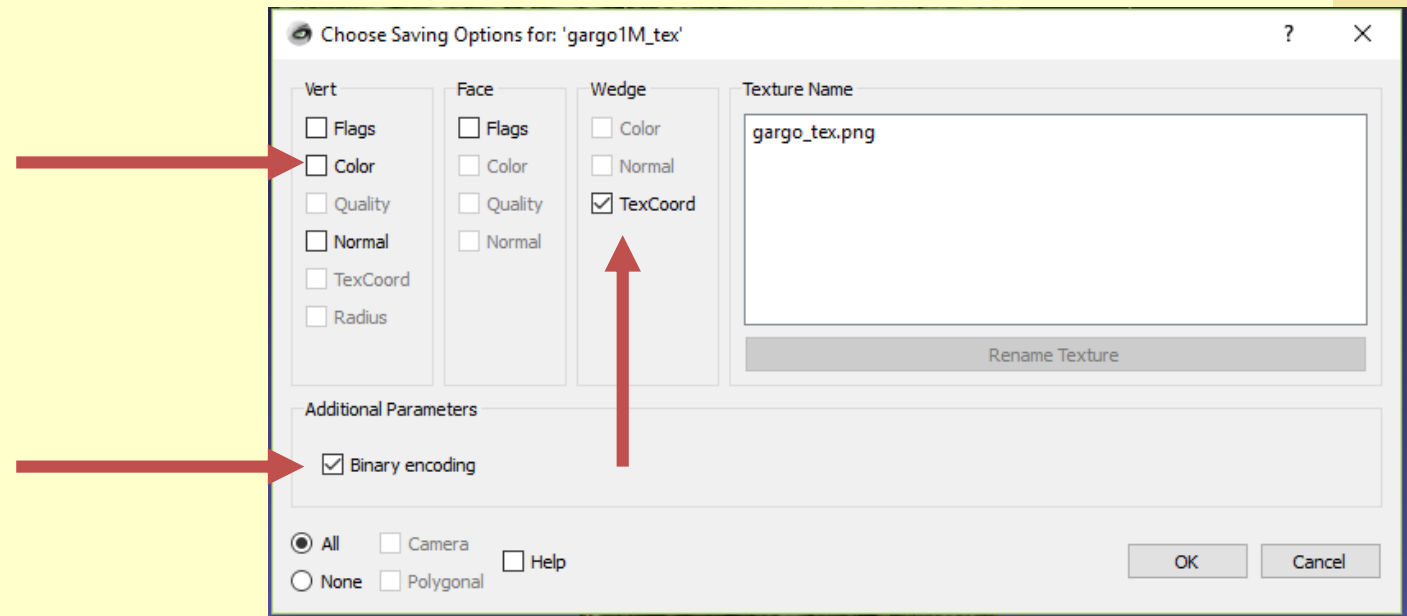 Choose Saving Options for: 'gargo1M_tex'
?
Vert
Flags
Color
Quality
Normal
TexCoord
Radius
Face
Flags
Color
Quality
Normal
Wedge
Color
Normal
TexCoord
Texture Name
gargo_tex.png
Rename Texture
Additional Parameters
Binary encoding
All
Camera
None
Polygonal
Help
OK
Cancel